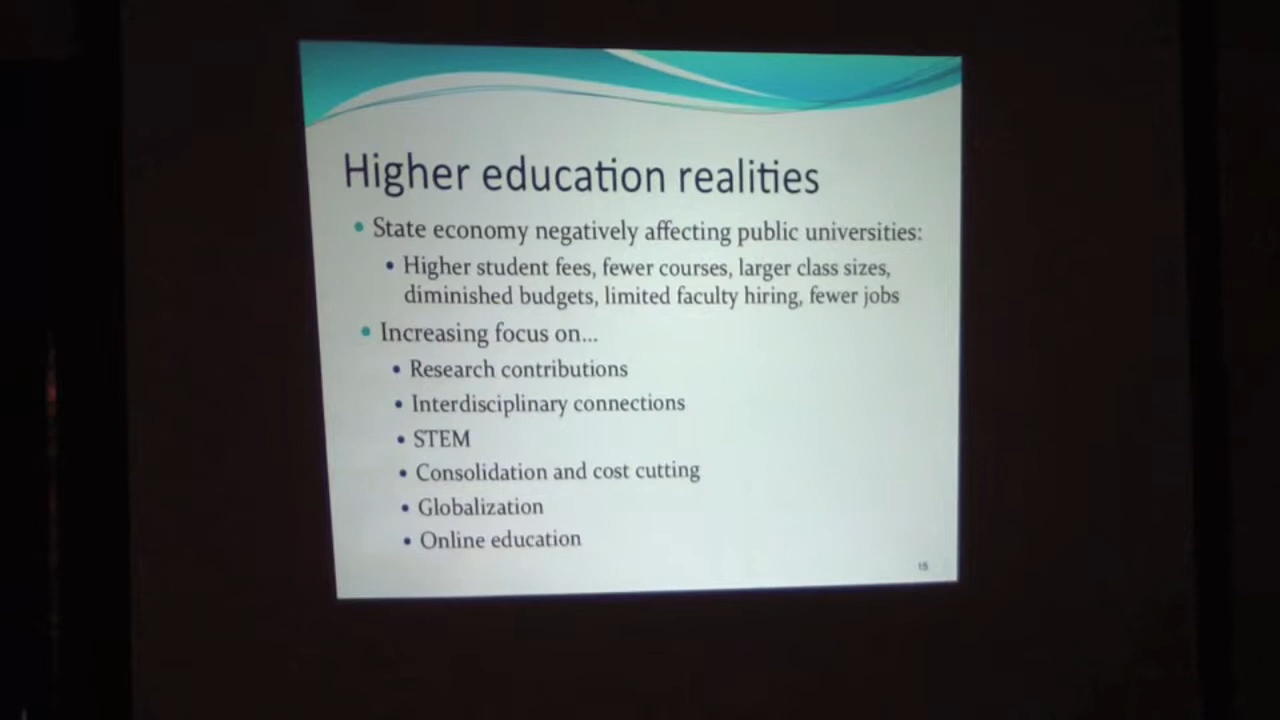 Higher education realities
• State economy negatively affecting public universities:
• Higher student fees, fewer courses, larger class sizes,
diminished budgets, limited faculty hiring, fewer jobs
• Increasing focus on...
• Research contributions
• Interdisciplinary connections
• STEM
• Consolidation and cost cutting
• Globalization
• Online education
15